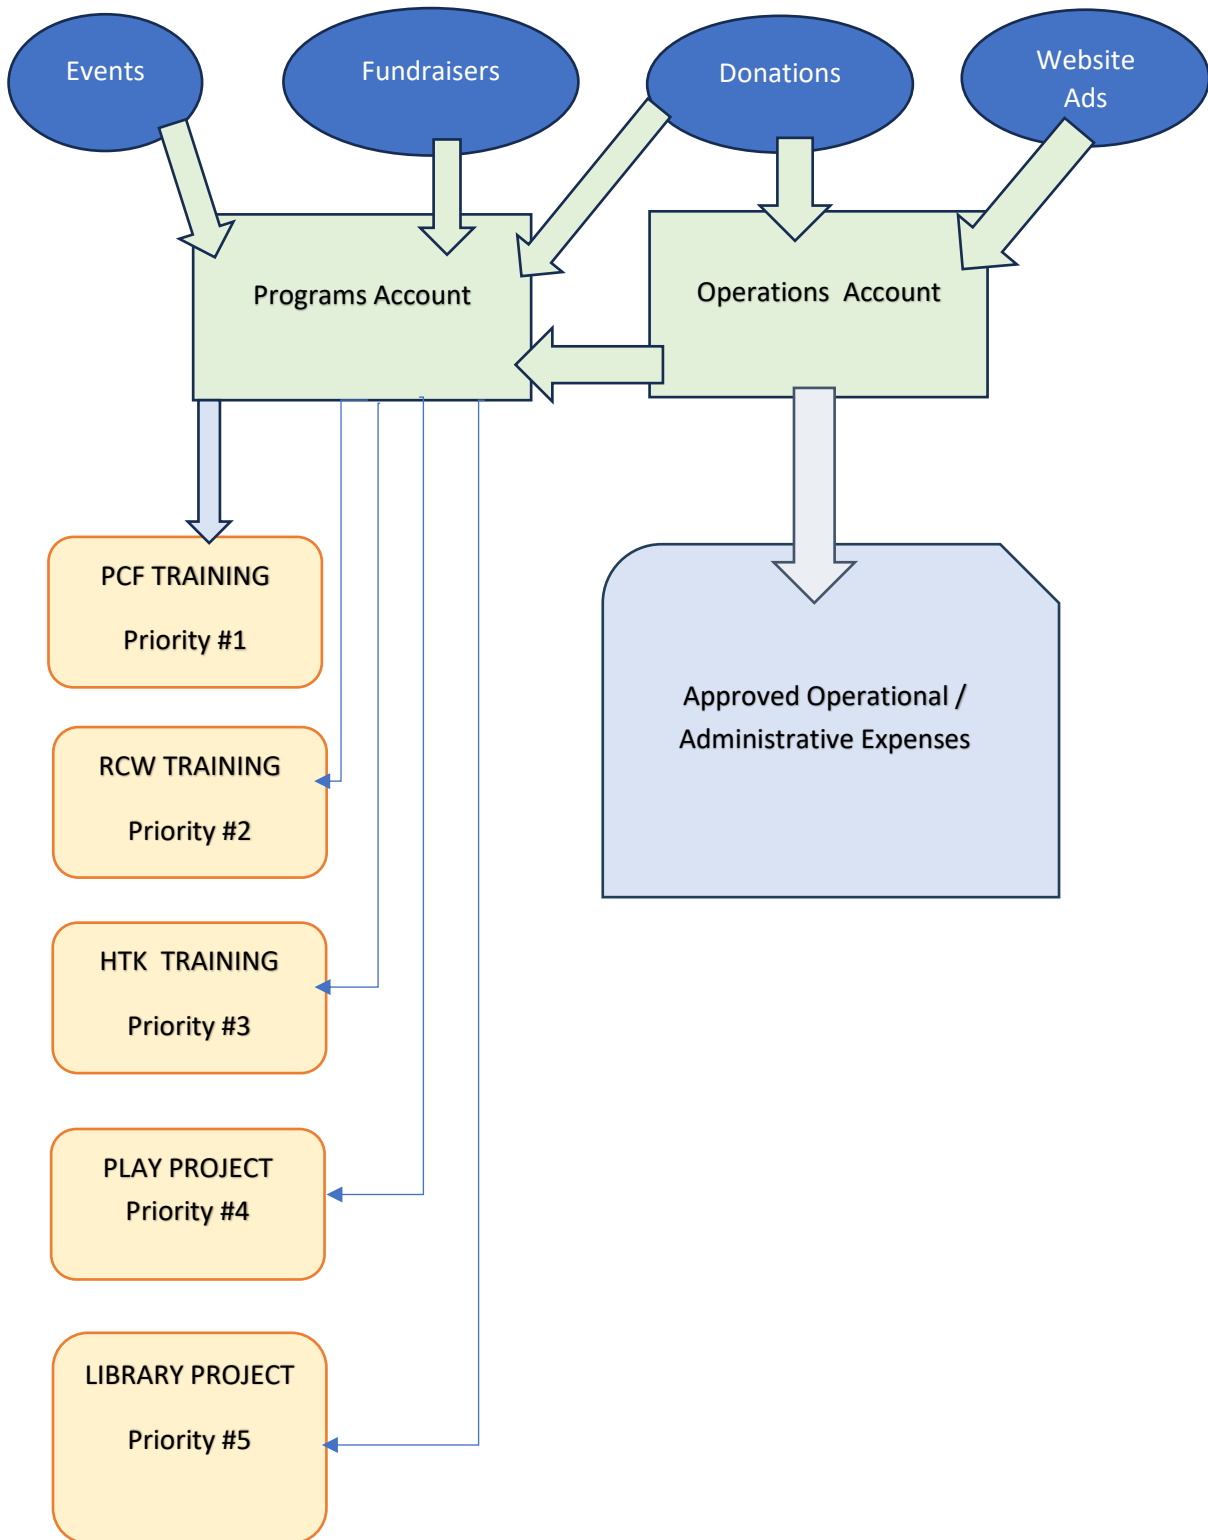 Events
Fundraisers
Donations
Website
Ads
Programs Account
Operations  Account
PCF TRAINING
Priority #1
RCW TRAINING
Priority #2
HTK  TRAINING
Priority #3
PLAY PROJECT
Priority #4
LIBRARY PROJECT
Priority #5
Approved Operational /
Administrative Expenses